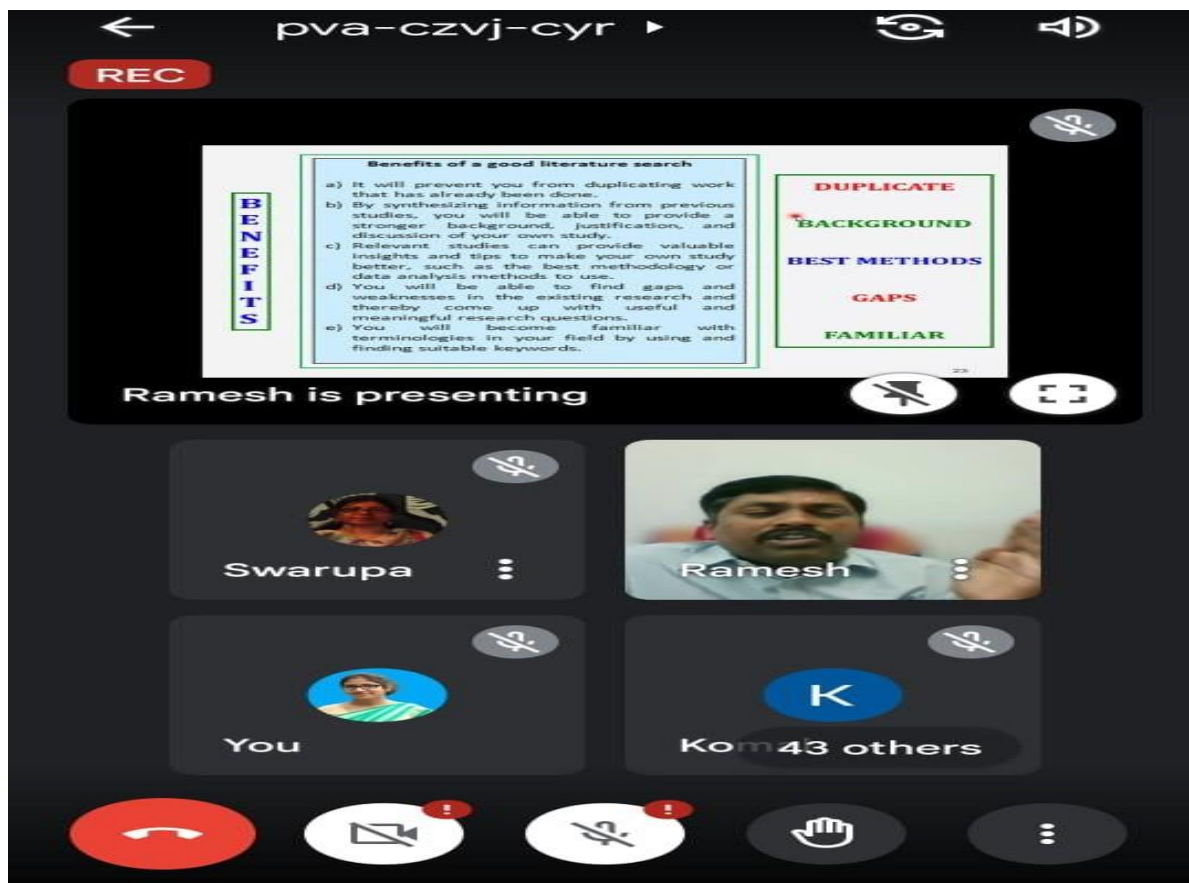 pva-czvj-cyr
REC
BENEFITS
Benefits of a good literature search
a) It will prevent you from duplicating work
that has already been done.
b) By synthesizing information from previous
studies, you will be able to provide a
stronger background, justification, and
discussion of your own study.
c) Relevant studies can provide valuable
insights and tips to make your own study
better, such as the best methodology or
data analysis methods to use.
d) You will be able to find gaps and
weaknesses in the existing research and
thereby come up with useful and
meaningful research questions.
e) You will become familiar with
terminologies in your field by using and
finding suitable keywords.
DUPLICATE
BACKGROUND
BEST METHODS
GAPS
FAMILIAR
23
Ramesh is presenting
Swarupa
Ramesh
You
K
43 others